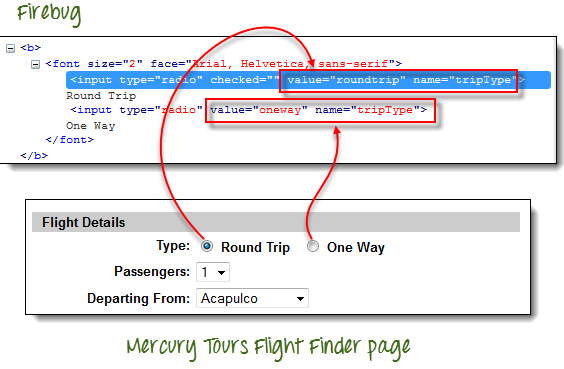 Firebug
<b>
<font size="2" face="Arial, Helvetica, sans-serif">
<input type="radio" checked="" value="roundtrip" name="tripType">
Round Trip
<input type="radio" value="oneway" name="tripType">
One Way
</font>
</b>
Flight Details
Type: Round Trip One Way
Passengers: 1
Departing From: Acapulco
Mercury Tours Flight Finder page